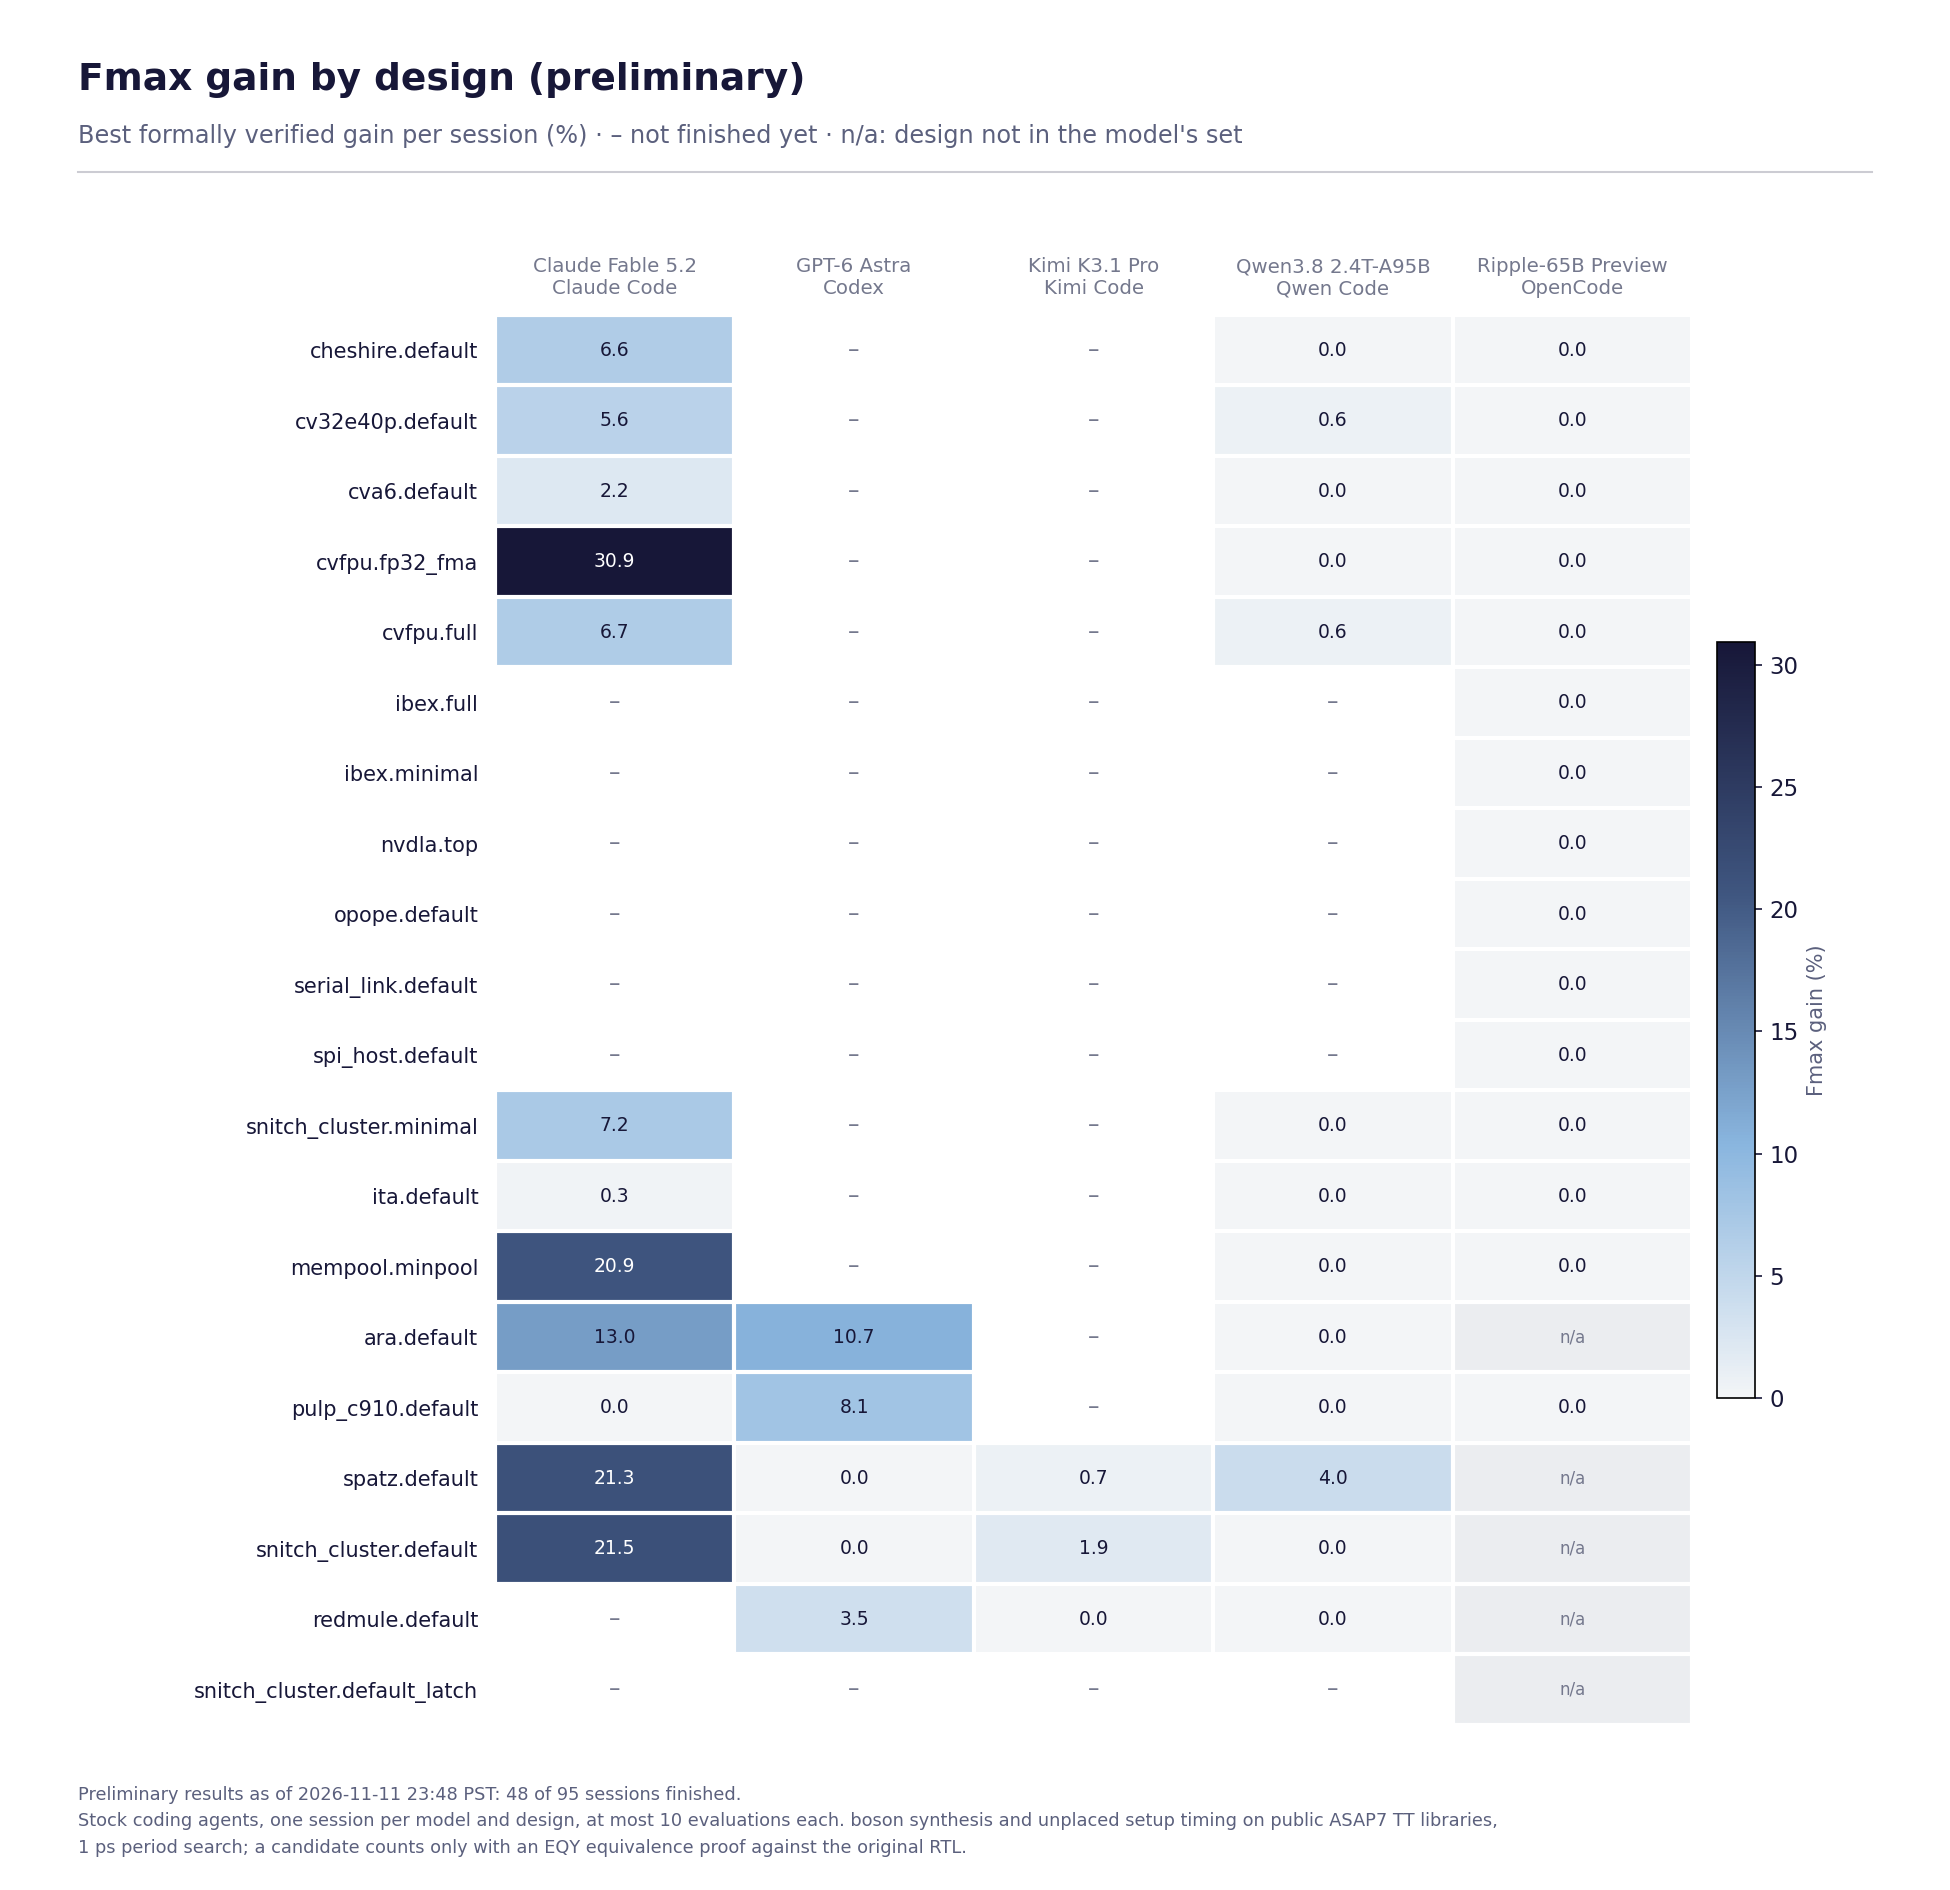 Fmax gain by design (preliminary)
Best formally verified gain per session (%) · – not finished yet · n/a: design not in the model's set
Claude Fable 5.2 GPT-6 Astra Kimi K3.1 Pro Qwen3.8 2.4T-A95B Ripple-65B Preview
Claude Code Codex Kimi Code Qwen Code OpenCode
cheshire.default 6.6 – – 0.0 0.0
cv32e40p.default 5.6 – – 0.6 0.0
cva6.default 2.2 – – 0.0 0.0
cvfpu.fp32_fma 30.9 – – 0.0 0.0
cvfpu.full 6.7 – – 0.6 0.0
ibex.full – – – – 0.0
ibex.minimal – – – – 0.0
nvdla.top – – – – 0.0
opope.default – – – – 0.0
serial_link.default – – – – 0.0
spi_host.default – – – – 0.0
snitch_cluster.minimal 7.2 – – 0.0 0.0
ita.default 0.3 – – 0.0 0.0
mempool.minpool 20.9 – – 0.0 0.0
ara.default 13.0 10.7 – 0.0 n/a
pulp_c910.default 0.0 8.1 – 0.0 0.0
spatz.default 21.3 0.0 0.7 4.0 n/a
snitch_cluster.default 21.5 0.0 1.9 0.0 n/a
redmule.default – 3.5 0.0 0.0 n/a
snitch_cluster.default_latch – – – – n/a
30
25
20
15
10
5
0
Fmax gain (%)
Preliminary results as of 2026-11-11 23:48 PST: 48 of 95 sessions finished.
Stock coding agents, one session per model and design, at most 10 evaluations each. boson synthesis and unplaced setup timing on public ASAP7 TT libraries,
1 ps period search; a candidate counts only with an EQY equivalence proof against the original RTL.